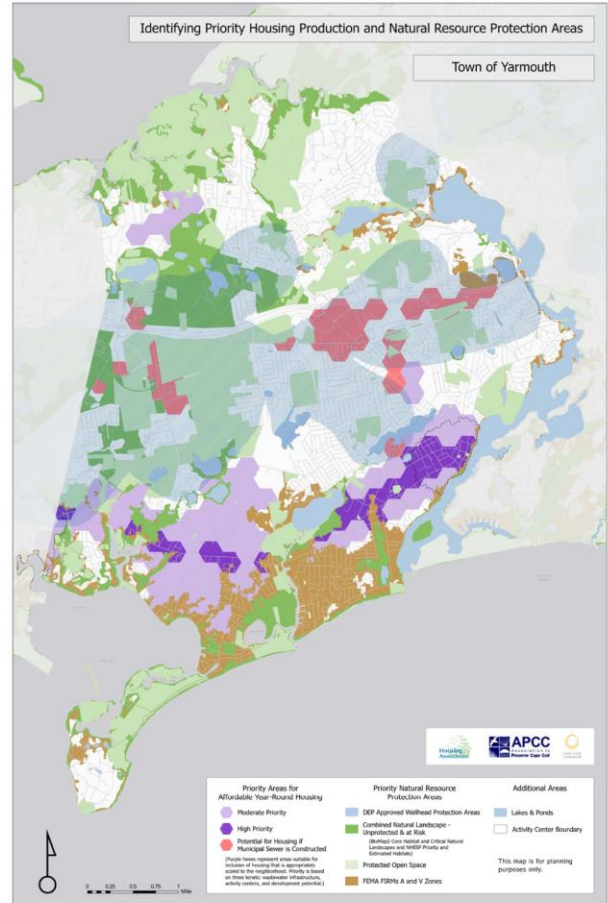 Identifying Priority Housing Production and Natural Resource Protection Areas
Town of Yarmouth
Housing
Assistance
APCC
Association to
Preserve Cape Cod
Priority Areas for
Affordable Year-Round Housing
Moderate Priority
High Priority
Potential for Housing if
Municipal Sewer is Constructed
(Purple hexes represent areas suitable for
inclusion of housing that is appropriately
scaled to the neighborhood. Priority is based
on three tenets: wastewater infrastructure,
activity centers, and development potential.)
Priority Natural Resource
Protection Areas
DEP Approved Wellhead Protection Areas
Combined Natural Landscape -
Unprotected & at Risk
(BioMap2 Core Habitat and Critical Natural
Landscapes and NHESP Priority and
Estimated Habitats)
Protected Open Space
FEMA FIRMs A and V Zones
Additional Areas
Lakes & Ponds
Activity Center Boundary
This map is for planning
purposes only.
0 0.25 0.5 0.75 1
Mile